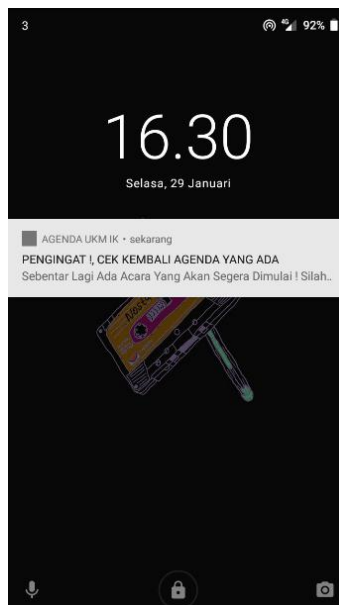 3
4G 92%
16.30
Selasa, 29 Januari
AGENDA UKM IK • sekarang
PENGINGAT !, CEK KEMBALI AGENDA YANG ADA
Sebentar Lagi Ada Acara Yang Akan Segera Dimulai ! Silah..